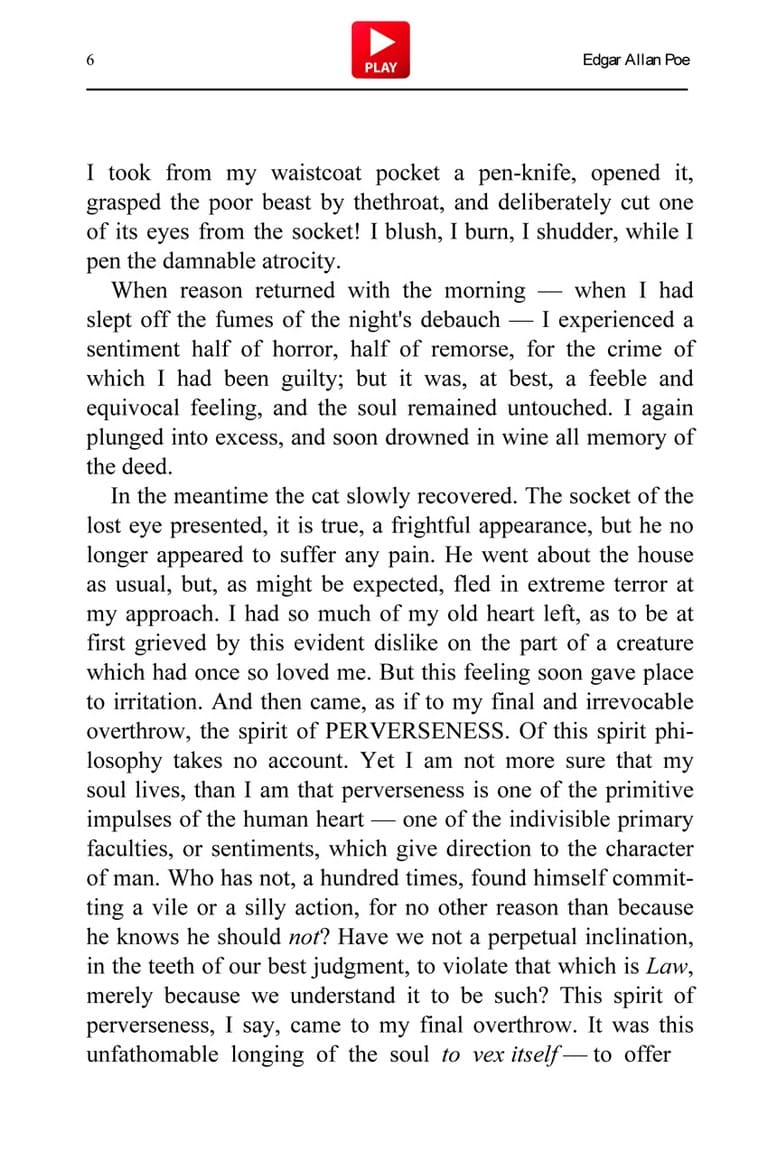 6
PLAY
Edgar Allan Poe
I took from my waistcoat pocket a pen-knife, opened it,
grasped the poor beast by thethroat, and deliberately cut one
of its eyes from the socket! I blush, I burn, I shudder, while I
pen the damnable atrocity.
When reason returned with the morning — when I had
slept off the fumes of the night's debauch — I experienced a
sentiment half of horror, half of remorse, for the crime of
which I had been guilty; but it was, at best, a feeble and
equivocal feeling, and the soul remained untouched. I again
plunged into excess, and soon drowned in wine all memory of
the deed.
In the meantime the cat slowly recovered. The socket of the
lost eye presented, it is true, a frightful appearance, but he no
longer appeared to suffer any pain. He went about the house
as usual, but, as might be expected, fled in extreme terror at
my approach. I had so much of my old heart left, as to be at
first grieved by this evident dislike on the part of a creature
which had once so loved me. But this feeling soon gave place
to irritation. And then came, as if to my final and irrevocable
overthrow, the spirit of PERVERSENESS. Of this spirit phi-
losophy takes no account. Yet I am not more sure that my
soul lives, than I am that perverseness is one of the primitive
impulses of the human heart — one of the indivisible primary
faculties, or sentiments, which give direction to the character
of man. Who has not, a hundred times, found himself commit-
ting a vile or a silly action, for no other reason than because
he knows he should not? Have we not a perpetual inclination,
in the teeth of our best judgment, to violate that which is Law,
merely because we understand it to be such? This spirit of
perverseness, I say, came to my final overthrow. It was this
unfathomable longing of the soul to vex itself — to offer